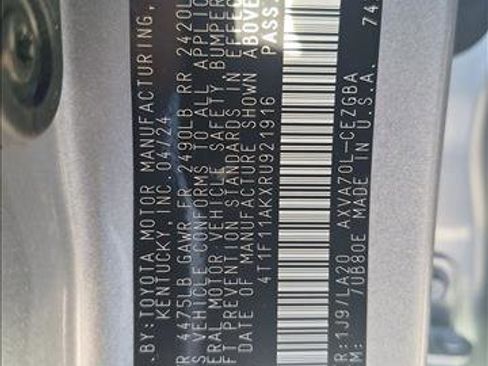 BY: TOYOTA MOTOR MANUFACTURING,
KENTUCKY, INC. 04/24
R 4475LB GAWR FR 2490LB RR 2420L
S VEHICLE CONFORMS TO ALL APPLIC
ERAL MOTOR VEHICLE SAFETY, BUMPER
FT PREVENTION STANDARDS IN EFFEC
DATE OF MANUFACTURE SHOWN ABOVE
4T1F11AKXRU921916 PASS.
R:1J9/LA20 AXVA70L-CEZGBA
M: 7UB80E MADE IN U.S.A. 74